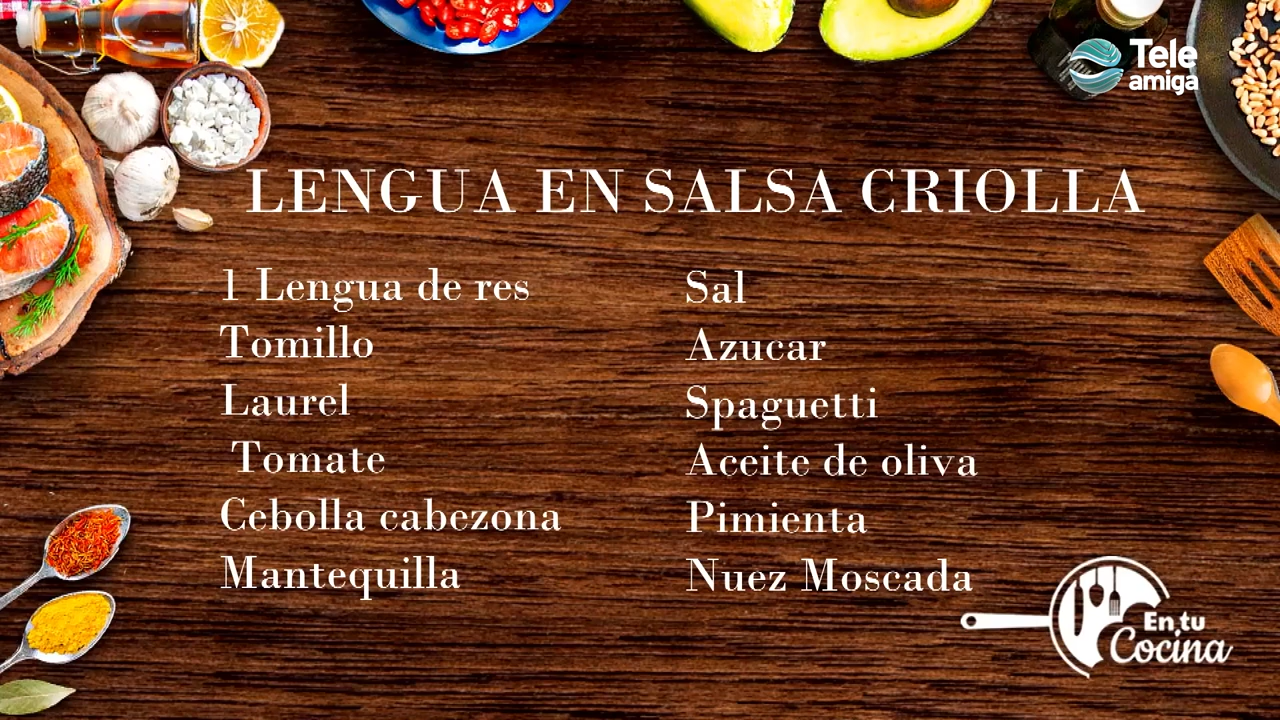 Tele
amiga
LENGUA EN SALSA CRIOLLA
1 Lengua de res
Tomillo
Laurel
Tomate
Cebolla cabezona
Mantequilla
Sal
Azucar
Spaguetti
Aceite de oliva
Pimienta
Nuez Moscada
En tu
Cocina